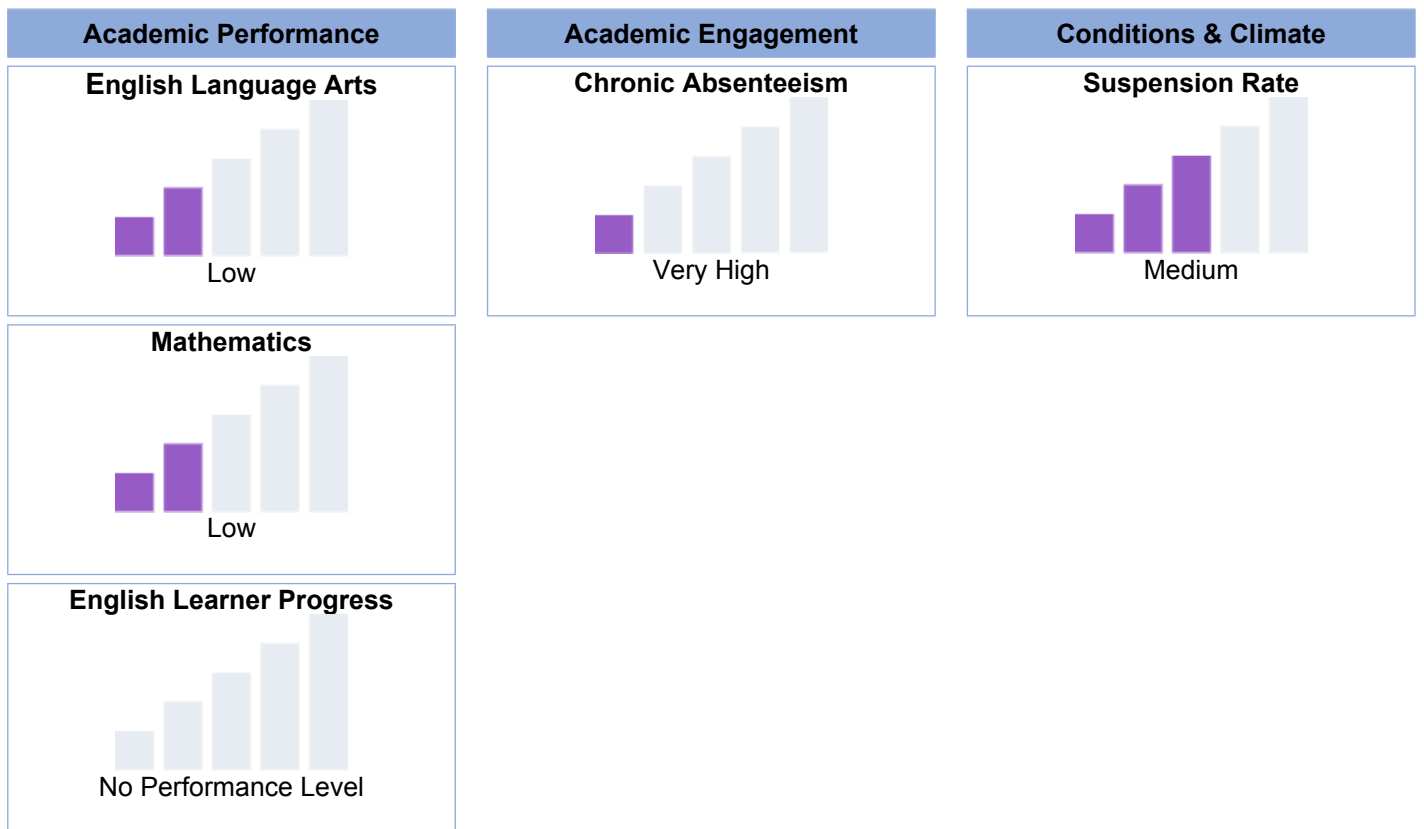 Academic Performance
English Language Arts
Low
Mathematics
Low
English Learner Progress
No Performance Level
Academic Engagement
Chronic Absenteeism
Very High
Conditions & Climate
Suspension Rate
Medium